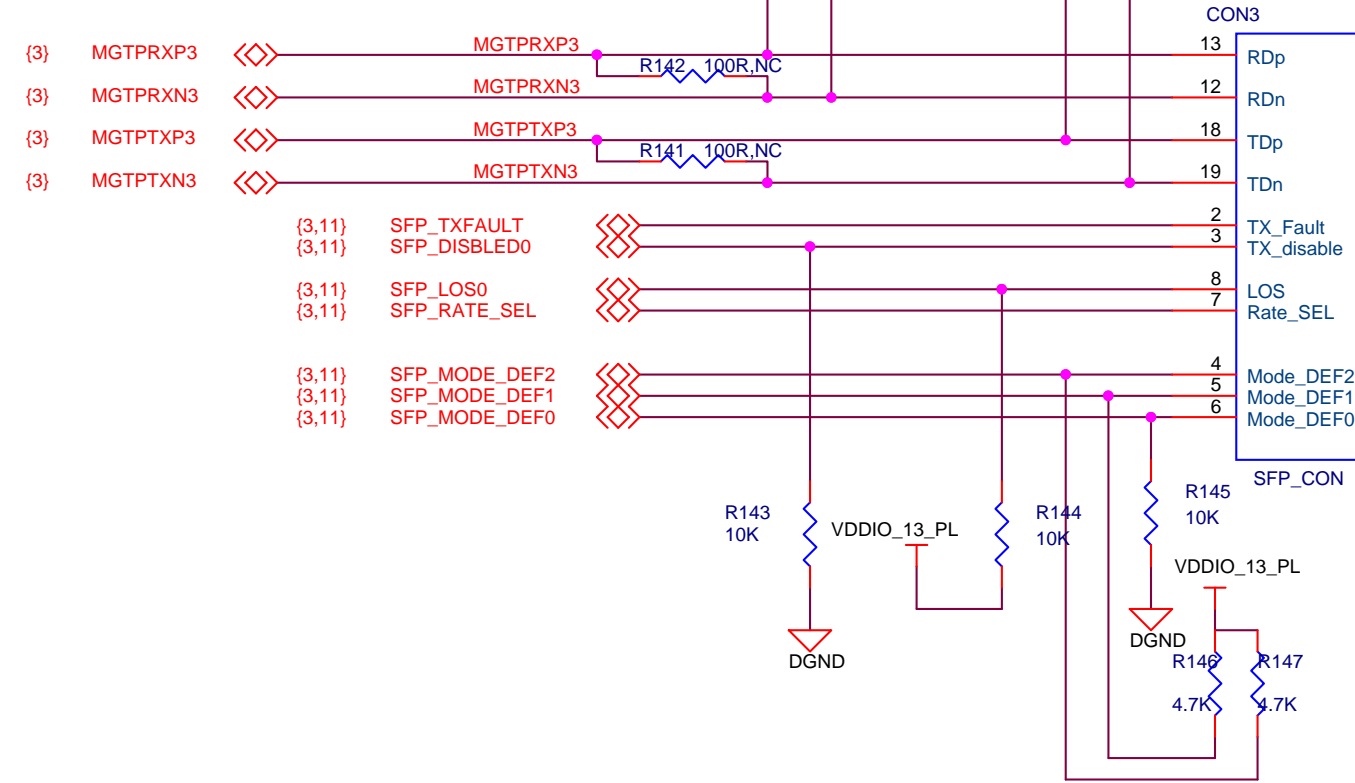 CON3
{3} MGTPRXP3 MGTPRXP3 13 RDp
R142 100R,NC
{3} MGTPRXN3 MGTPRXN3 12 RDn
{3} MGTPTXP3 MGTPTXP3 18 TDp
R141 100R,NC
{3} MGTPTXN3 MGTPTXN3 19 TDn
{3,11} SFP_TXFAULT 2 TX_Fault
{3,11} SFP_DISBLED0 3 TX_disable
{3,11} SFP_LOS0 8 LOS
{3,11} SFP_RATE_SEL 7 Rate_SEL
{3,11} SFP_MODE_DEF2 4 Mode_DEF2
{3,11} SFP_MODE_DEF1 5 Mode_DEF1
{3,11} SFP_MODE_DEF0 6 Mode_DEF0
SFP_CON
R143
10K
VDDIO_13_PL
R144
10K
R145
10K
VDDIO_13_PL
DGND
DGND
R146 R147
4.7K 4.7K